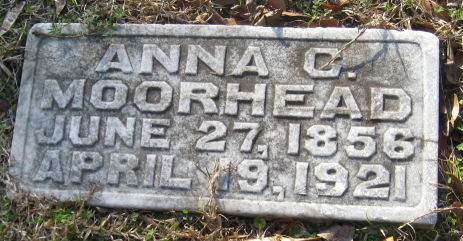 ANNA C.
MOORHEAD
JUNE 27, 1856
APRIL 19, 1921